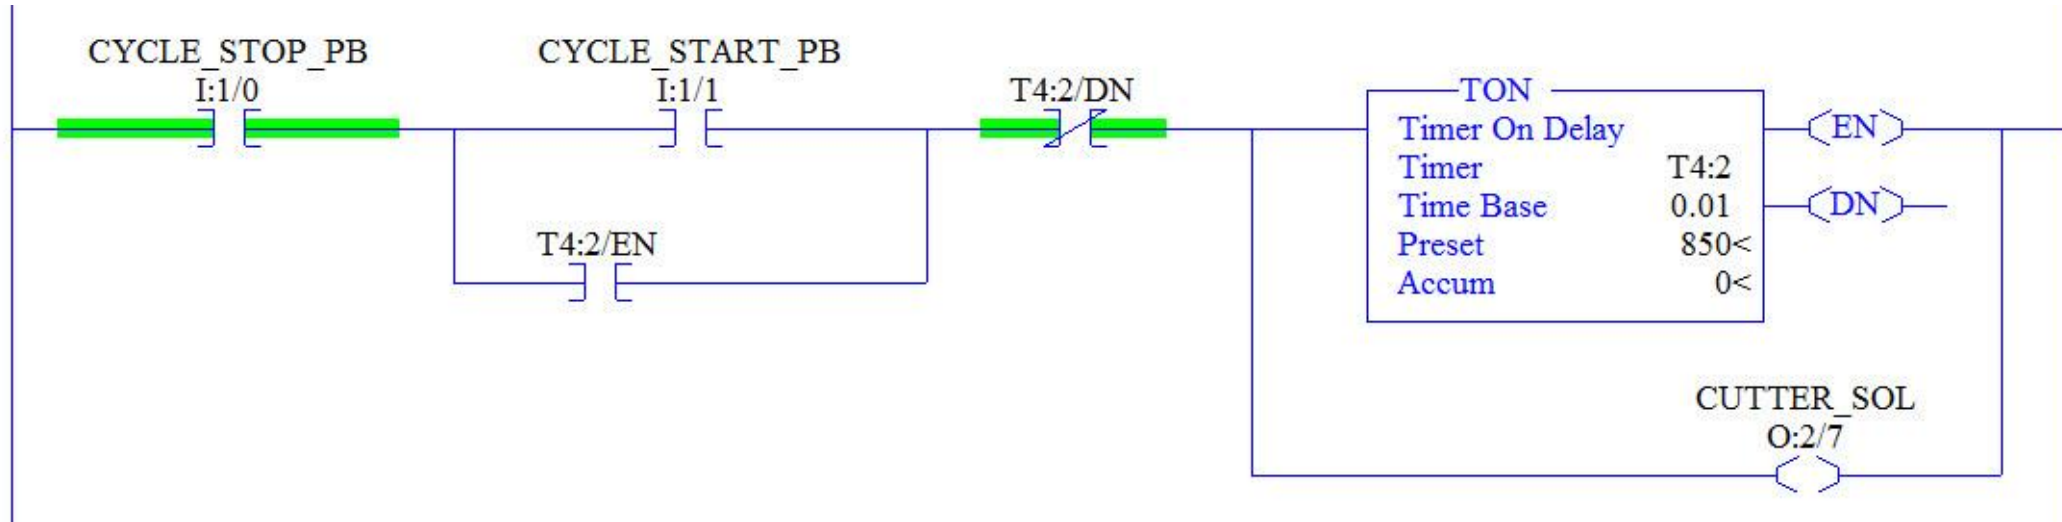 CYCLE_STOP_PB
I:1/0
CYCLE_START_PB
I:1/1
T4:2/DN
T4:2/EN
TON
Timer On Delay
Timer T4:2
Time Base 0.01
Preset 850<
Accum 0<
EN
DN
CUTTER_SOL
O:2/7